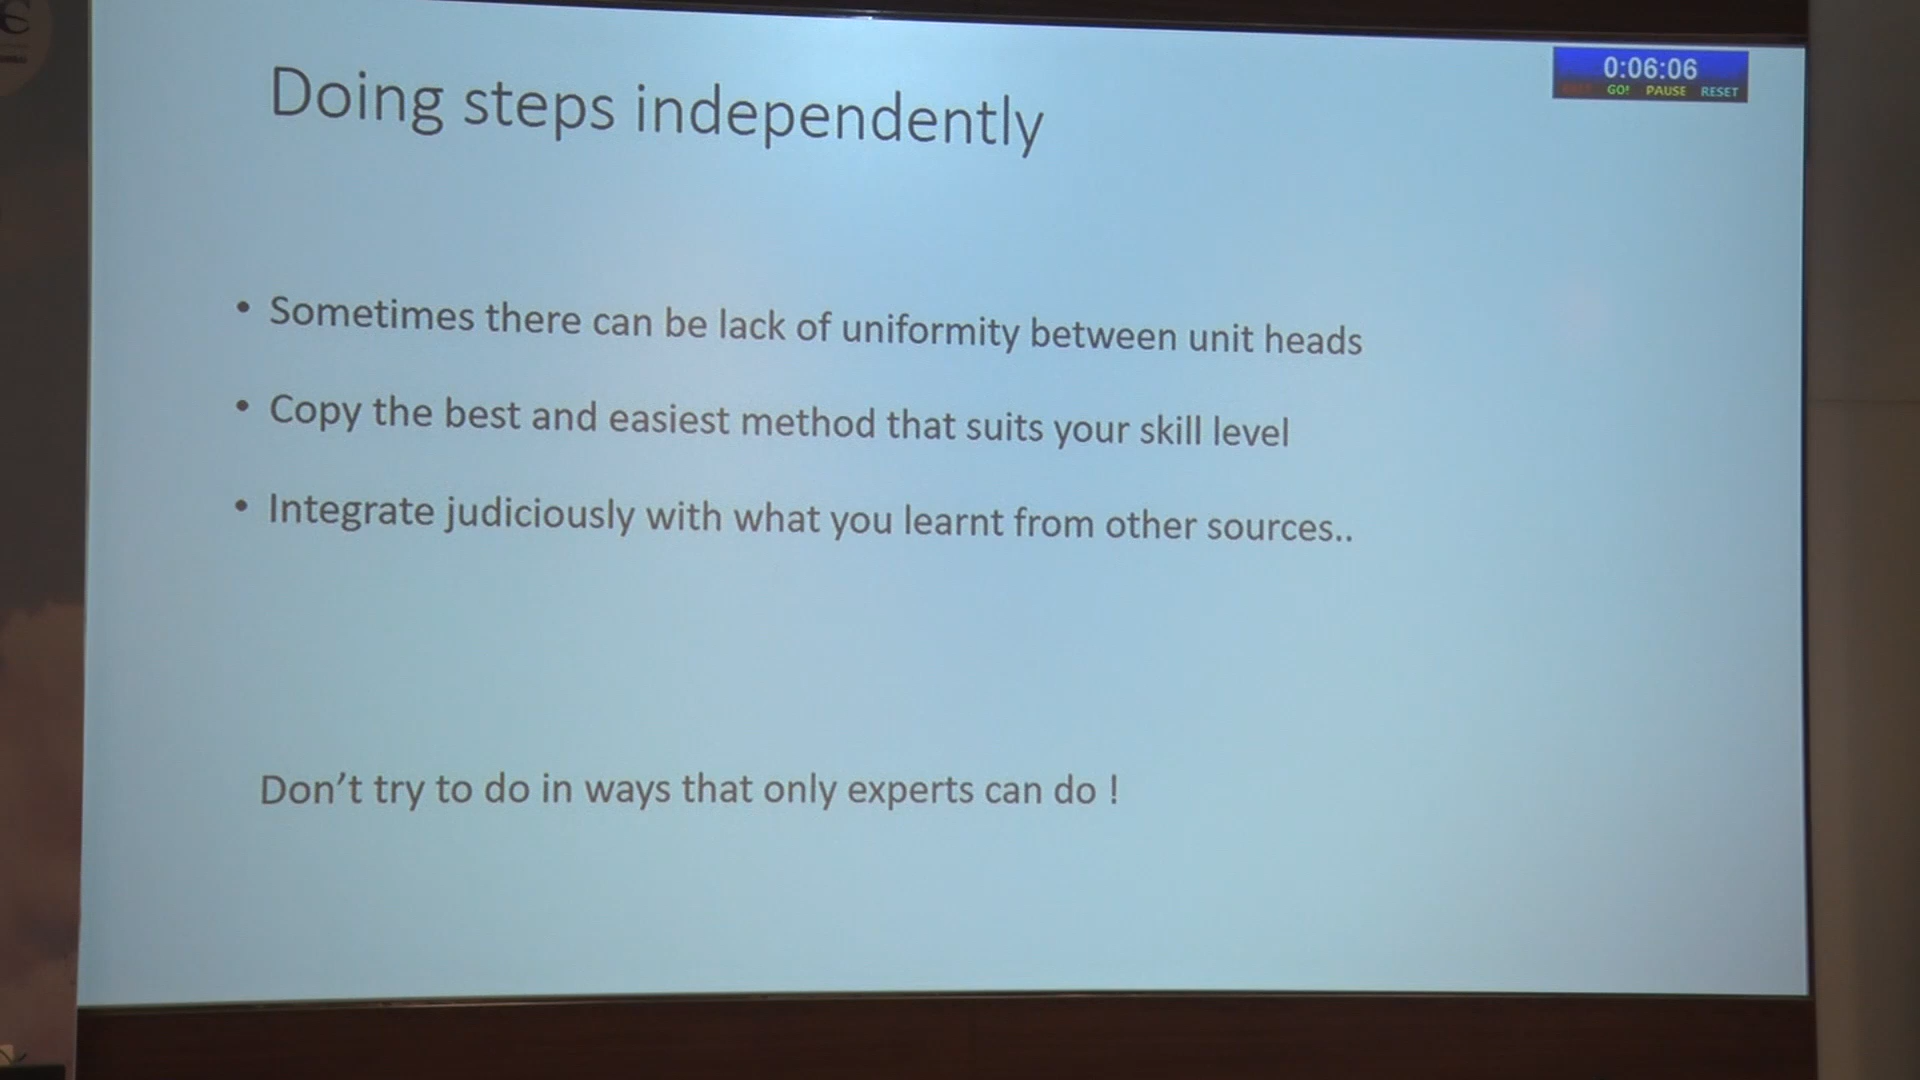 Doing steps independently
0:06:06
GO! PAUSE RESET
• Sometimes there can be lack of uniformity between unit heads
• Copy the best and easiest method that suits your skill level
• Integrate judiciously with what you learnt from other sources..
Don't try to do in ways that only experts can do !